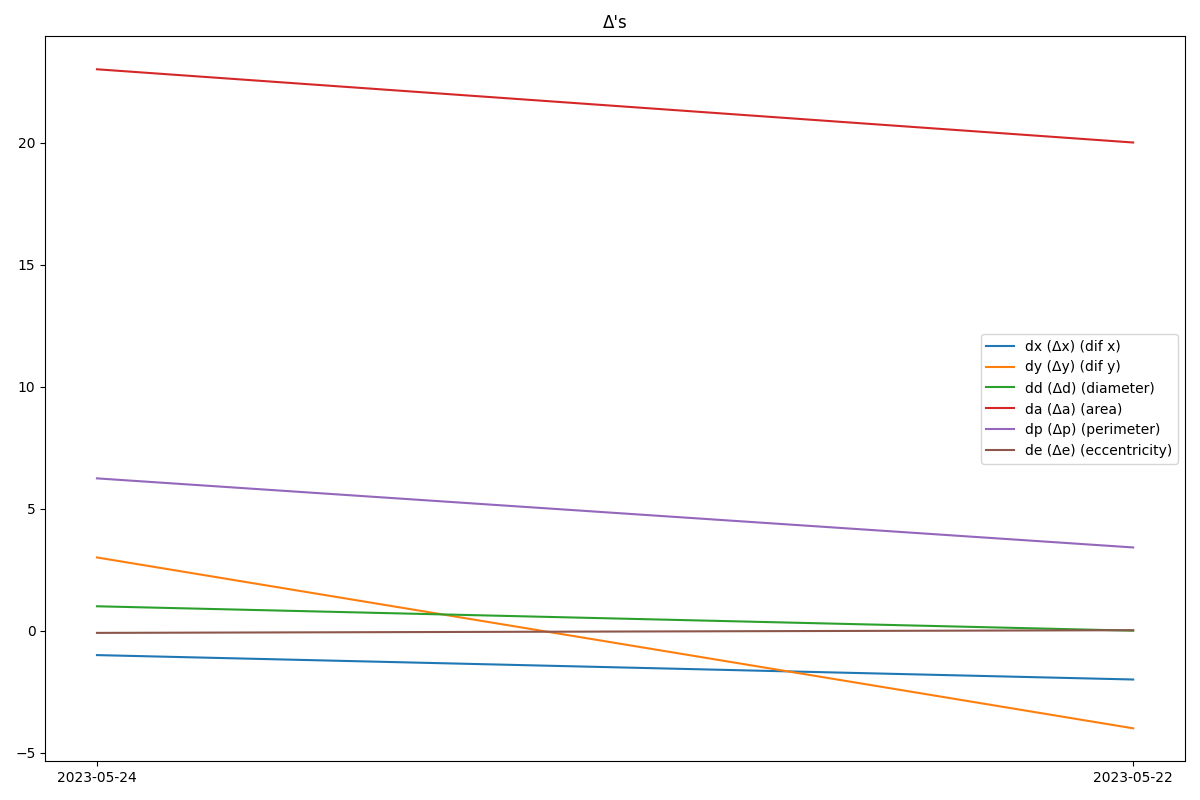 Δ's
20
15
10
5
0
−5
dx (Δx) (dif x)
dy (Δy) (dif y)
dd (Δd) (diameter)
da (Δa) (area)
dp (Δp) (perimeter)
de (Δe) (eccentricity)
2023-05-24 2023-05-22